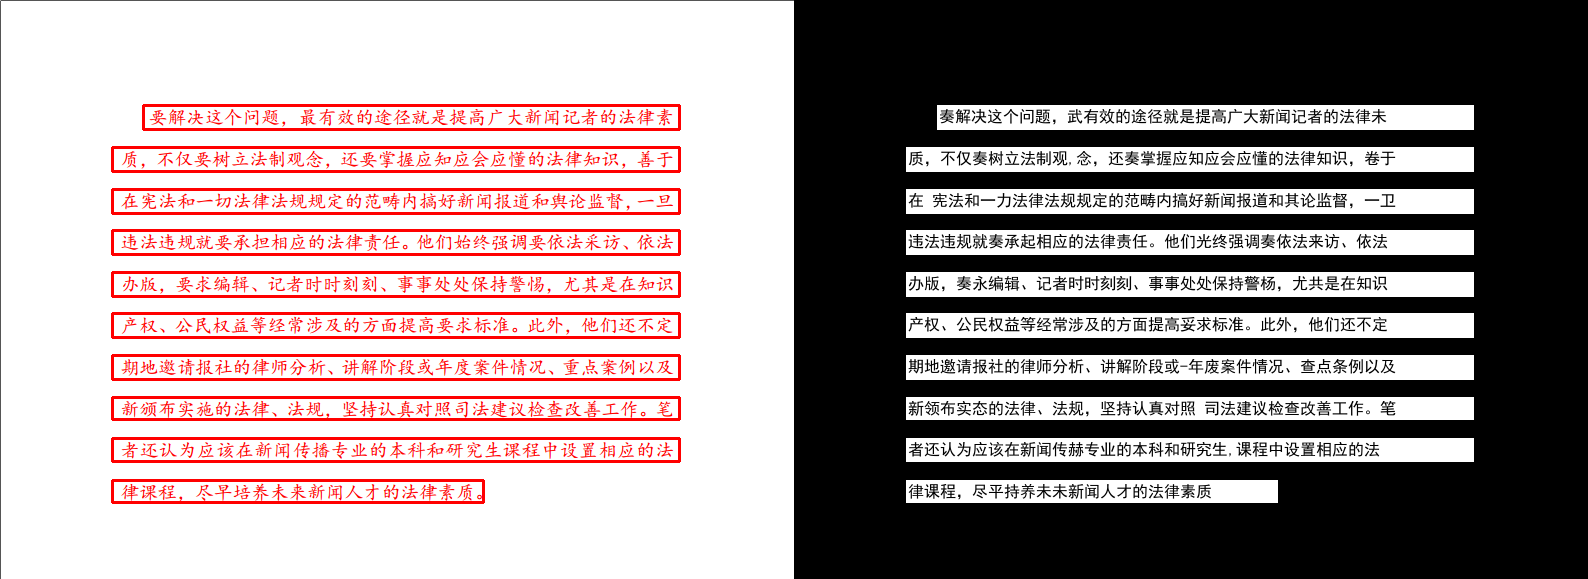 要解决这个问题，最有效的途径就是提高广大新闻记者的法律素
质，不仅要树立法制观念，还要掌握应知应会应懂的法律知识，善于
在宪法和一切法律法规规定的范畴内搞好新闻报道和舆论监督，一旦
违法违规就要承担相应的法律责任。他们始终强调要依法采访、依法
办版，要求编辑、记者时时刻刻、事事处处保持警惕，尤其是在知识
产权、公民权益等经常涉及的方面提高要求标准。此外，他们还不定
期地邀请报社的律师分析、讲解阶段或年度案件情况、重点案例以及
新颁布实施的法律、法规，坚持认真对照司法建议检查改善工作。笔
者还认为应该在新闻传播专业的本科和研究生课程中设置相应的法
律课程，尽早培养未来新闻人才的法律素质。
奏解决这个问题，武有效的途径就是提高广大新闻记者的法律未
质，不仅奏树立法制观,念，还奏掌握应知应会应懂的法律知识，卷于
在 宪法和一力法律法规规定的范畴内搞好新闻报道和其论监督，一卫
违法违规就奏承起相应的法律责任。他们光终强调奏依法来访、依法
办版，奏永编辑、记者时时刻刻、事事处处保持警杨，尤共是在知识
产权、公民权益等经常涉及的方面提高妥求标准。此外，他们还不定
期地邀请报社的律师分析、讲解阶段或-年废案件情况、查点条例以及
新领布实态的法律、法规，坚持认真对照 司法建议检查改善工作。笔
者还认为应该在新闻传赫专业的本科和研究生,课程中设置相应的法
律课程，尽平持养未未新闻人才的法律素质